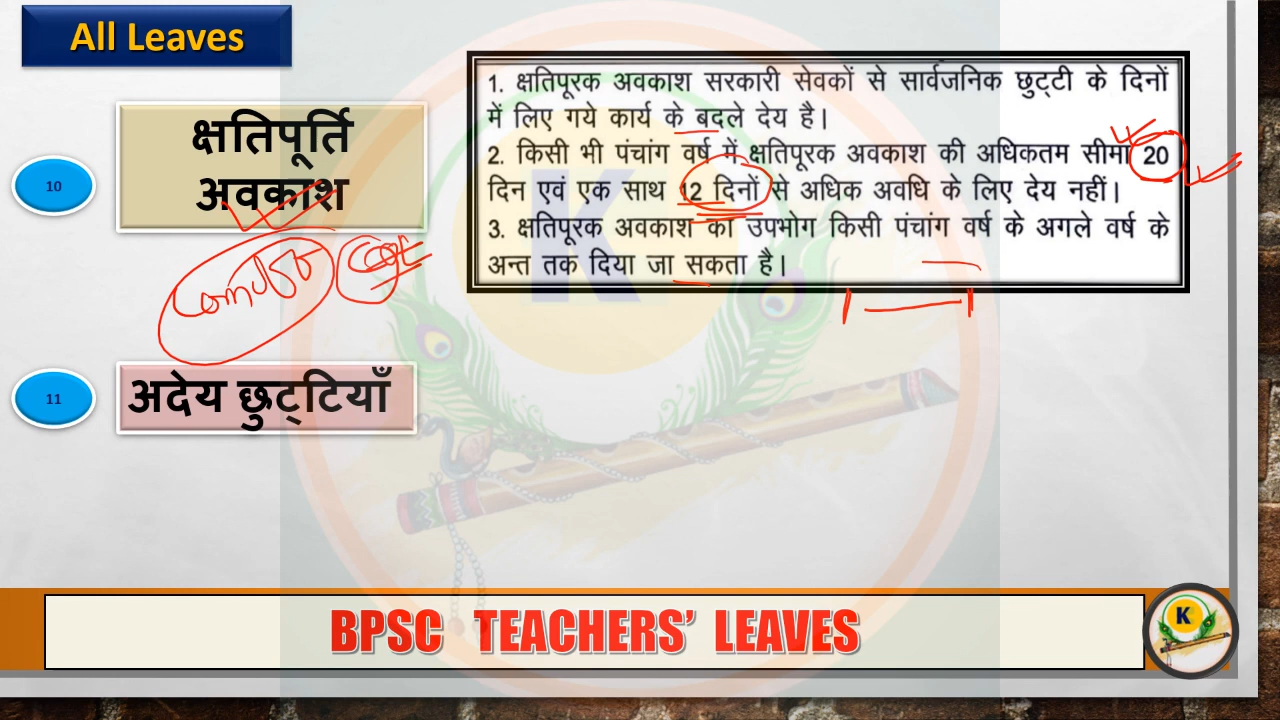 All Leaves
क्षतिपूर्ति
अवकाश
10
1. क्षतिपूरक अवकाश सरकारी सेवकों से सार्वजनिक छुट्टी के दिनों
में लिए गये कार्य के बदले देय है।
2. किसी भी पंचांग वर्ष में क्षतिपूरक अवकाश की अधिकतम सीमा 20
दिन एवं एक साथ 12 दिनों से अधिक अवधि के लिए देय नहीं।
3. क्षतिपूरक अवकाश का उपभोग किसी पंचांग वर्ष के अगले वर्ष के
अन्त तक दिया जा सकता है।
11
अदेय छुट्टियाँ
BPSC TEACHERS' LEAVES
K
K